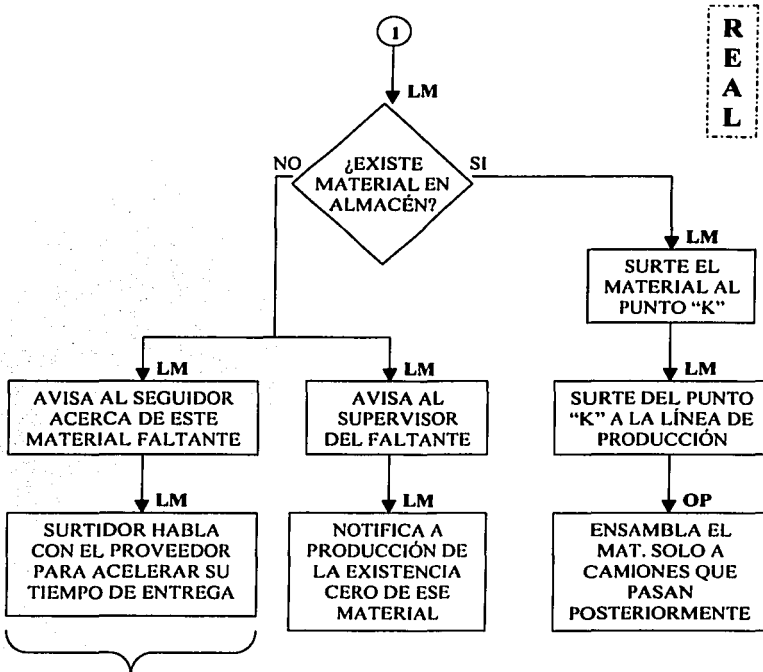 1
R
E
A
L
LM
NO
¿EXISTE
MATERIAL EN
ALMACÉN?
SI
LM
SURTE EL
MATERIAL AL
PUNTO “K”
LM
AVISA AL SEGUIDOR
ACERCA DE ESTE
MATERIAL FALTANTE
LM
AVISA AL
SUPERVISOR
DEL FALTANTE
LM
SURTE DEL PUNTO
“K” A LA LÍNEA DE
PRODUCCIÓN
LM
SURTIDOR HABLA
CON EL PROVEEDOR
PARA ACELERAR SU
TIEMPO DE ENTREGA
LM
NOTIFICA A
PRODUCCIÓN DE
LA EXISTENCIA
CERO DE ESE
MATERIAL
OP
ENSAMBLA EL
MAT. SOLO A
CAMIONES QUE
PASAN
POSTERIORMENTE